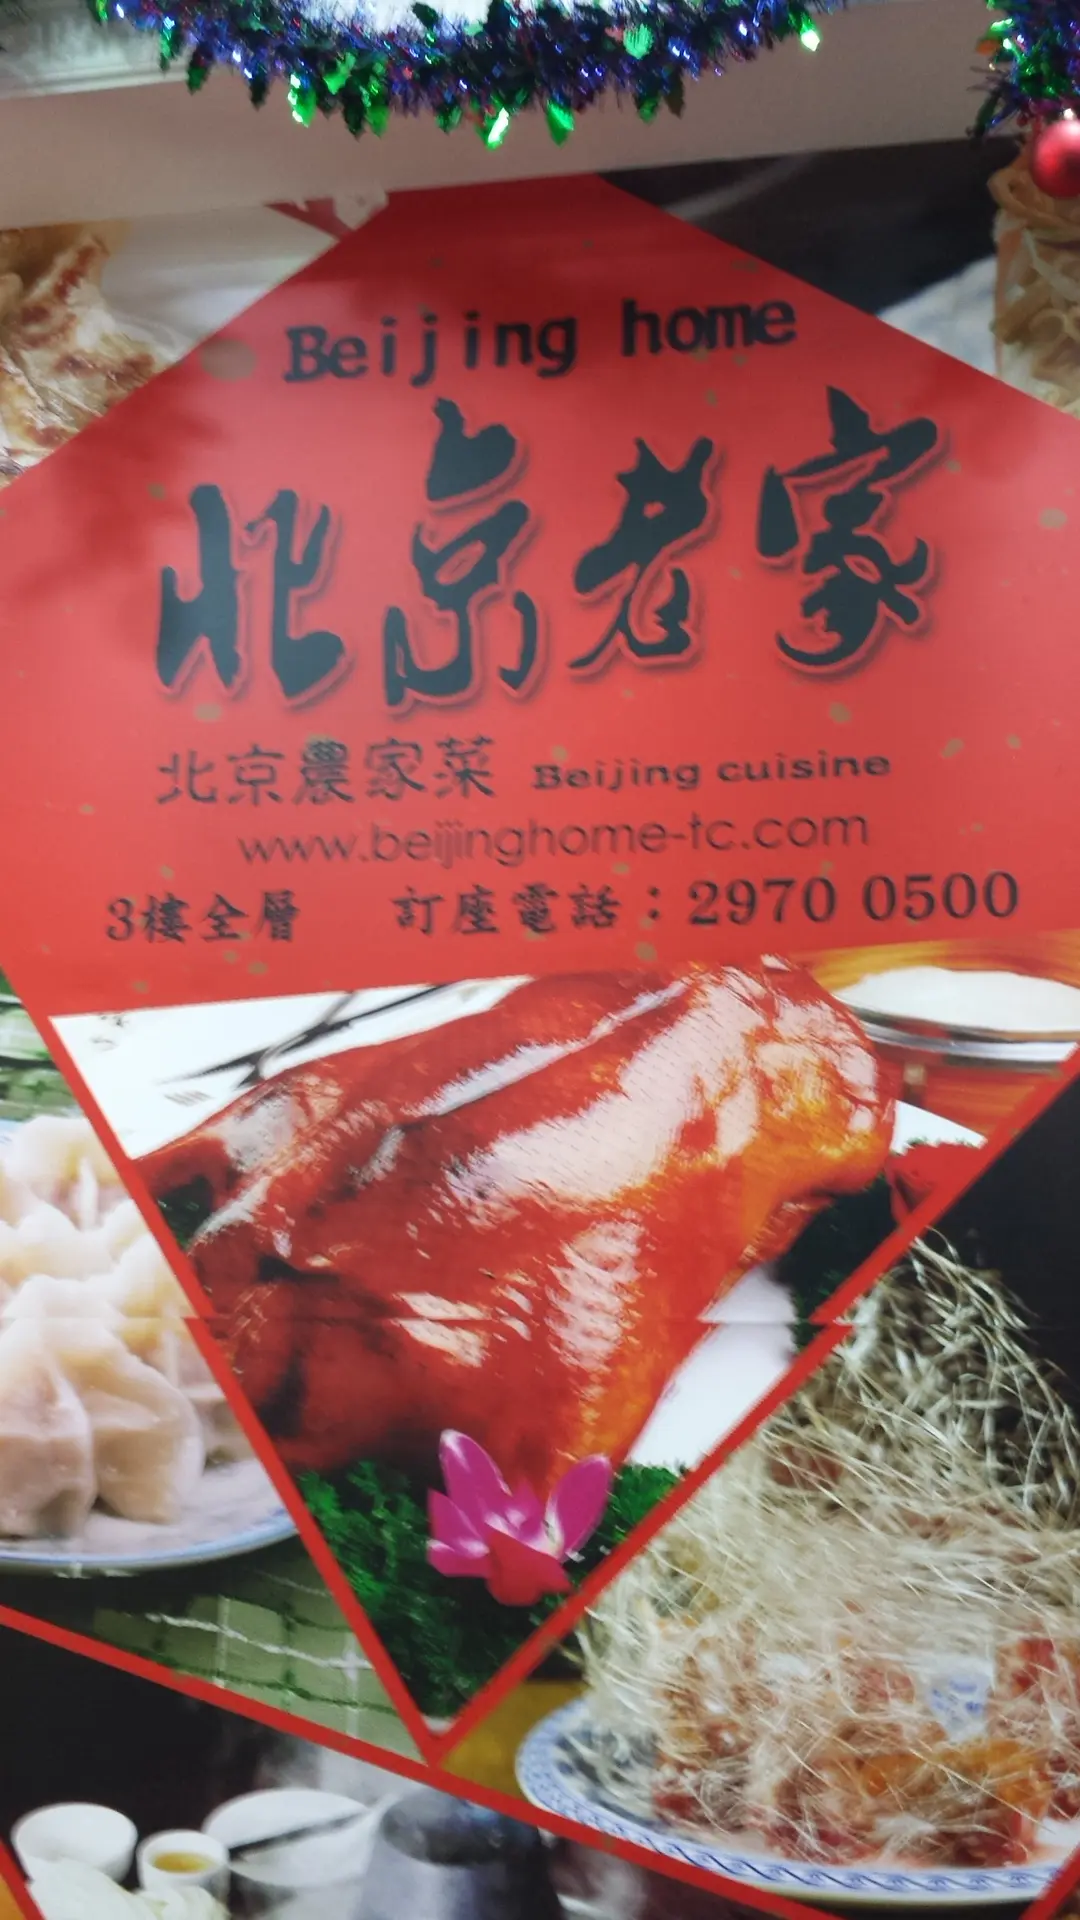 Beijing home
北京老家
北京農家菜 Beijing cuisine
www.beijinghome-tc.com
3樓全層 訂座電話：2970 0500